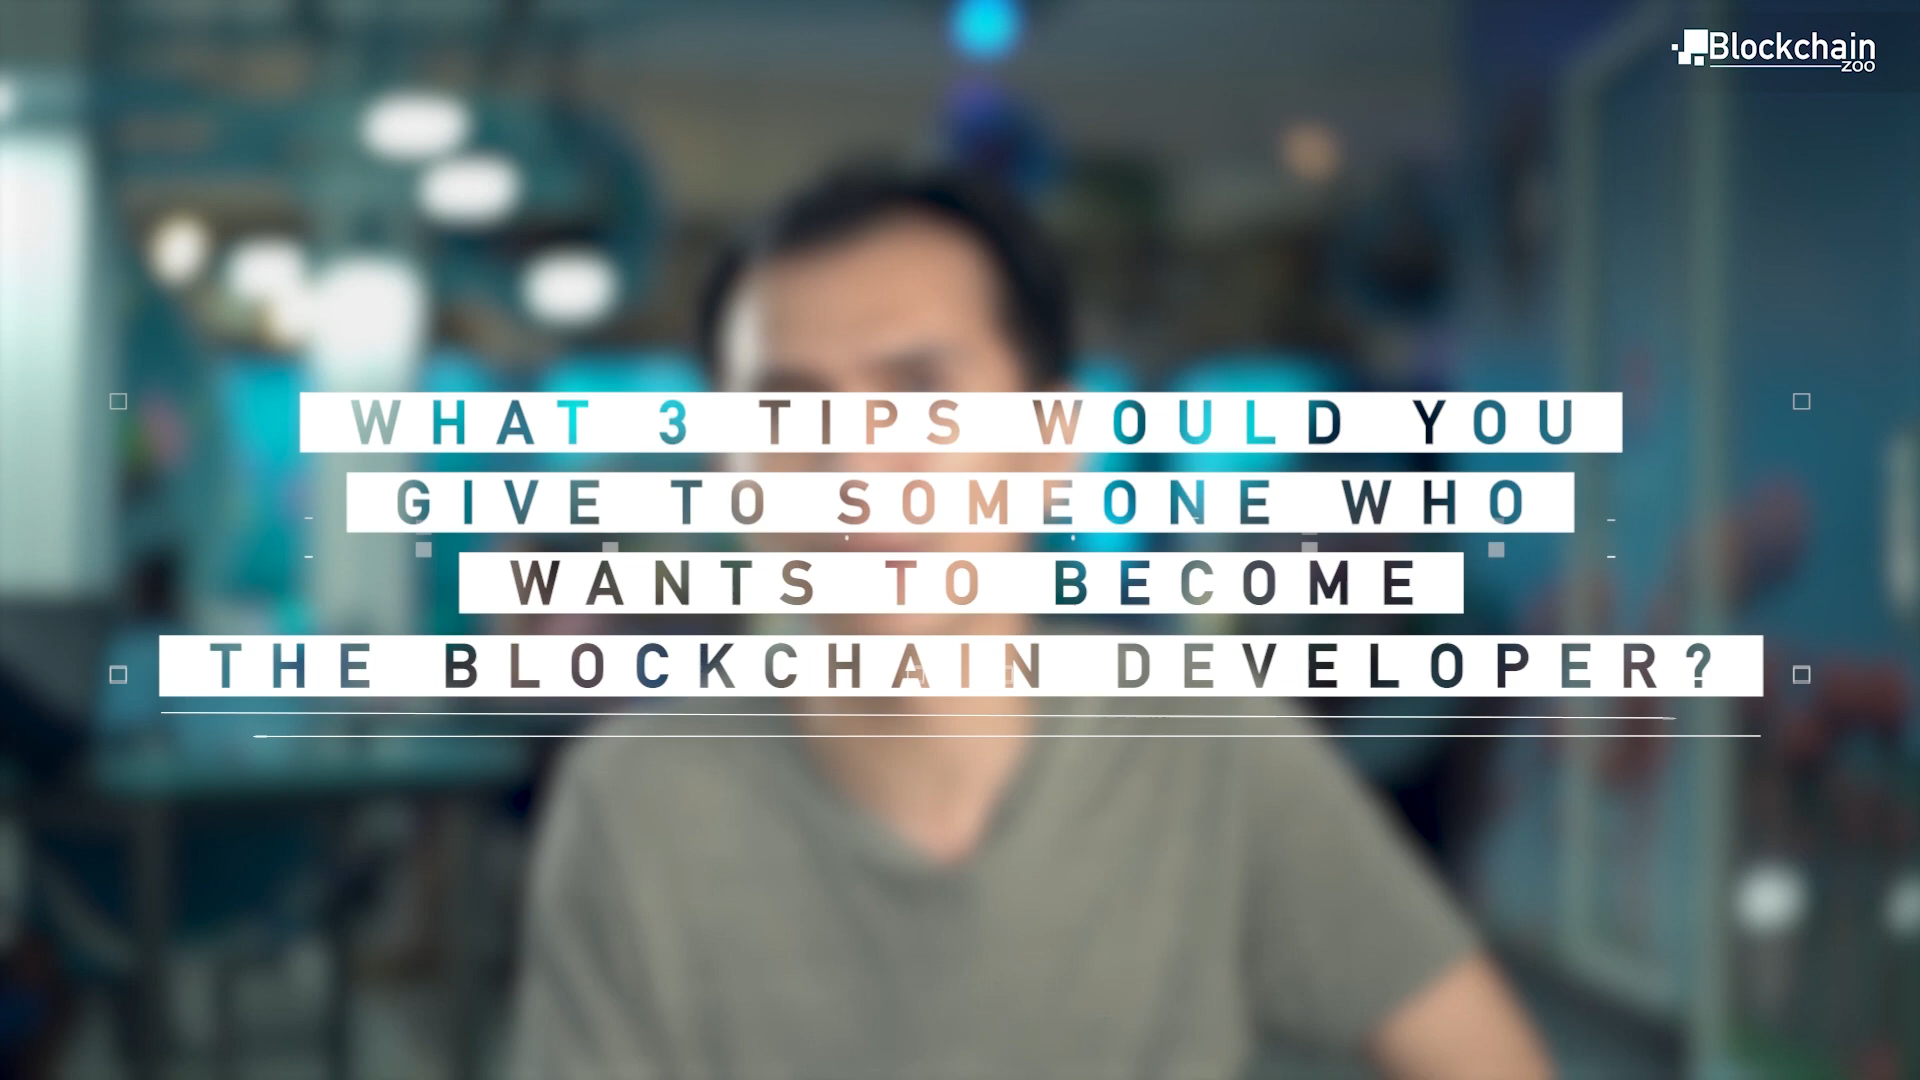 Blockchain
ZOO
WHAT 3 TIPS WOULD YOU
GIVE TO SOMEONE WHO
WANTS TO BECOME
THE BLOCKCHAIN DEVELOPER?